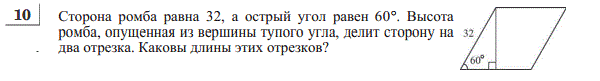 10 Сторона ромба равна 32, а острый угол равен 60°. Высота
ромба, опущенная из вершины тупого угла, делит сторону на
два отрезка. Каковы длины этих отрезков?
32
60°